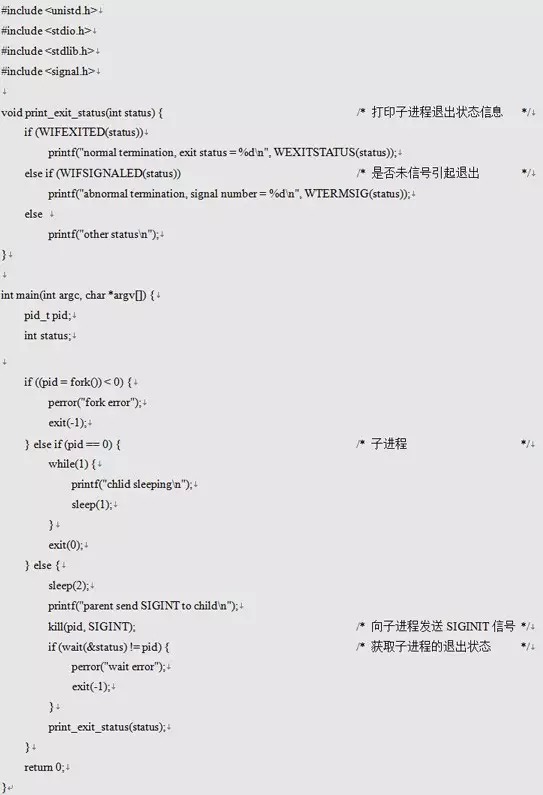 #include <unistd.h>↓
#include <stdio.h>↓
#include <stdlib.h>↓
#include <signal.h>↓
↓
void print_exit_status(int status) { /* 打印子进程退出状态信息 */↓
if (WIFEXITED(status))↓
printf("normal termination, exit status = %d\n", WEXITSTATUS(status));↓
else if (WIFSIGNALED(status)) /* 是否未信号引起退出 */↓
printf("abnormal termination, signal number = %d\n", WTERMSIG(status));↓
else ↓
printf("other status\n");↓
}↓
↓
int main(int argc, char *argv[]) {↓
pid_t pid;↓
int status;↓
↓
if ((pid = fork()) < 0) {↓
perror("fork error");↓
exit(-1);↓
} else if (pid == 0) { /* 子进程 */↓
while(1) {↓
printf("chlid sleeping\n");↓
sleep(1);↓
}↓
exit(0);↓
} else {↓
sleep(2);↓
printf("parent send SIGINT to child\n");↓
kill(pid, SIGINT); /* 向子进程发送 SIGINIT 信号 */↓
if (wait(&status) != pid) { /* 获取子进程的退出状态 */↓
perror("wait error");↓
exit(-1);↓
}↓
print_exit_status(status);↓
}↓
return 0;↓
}↵